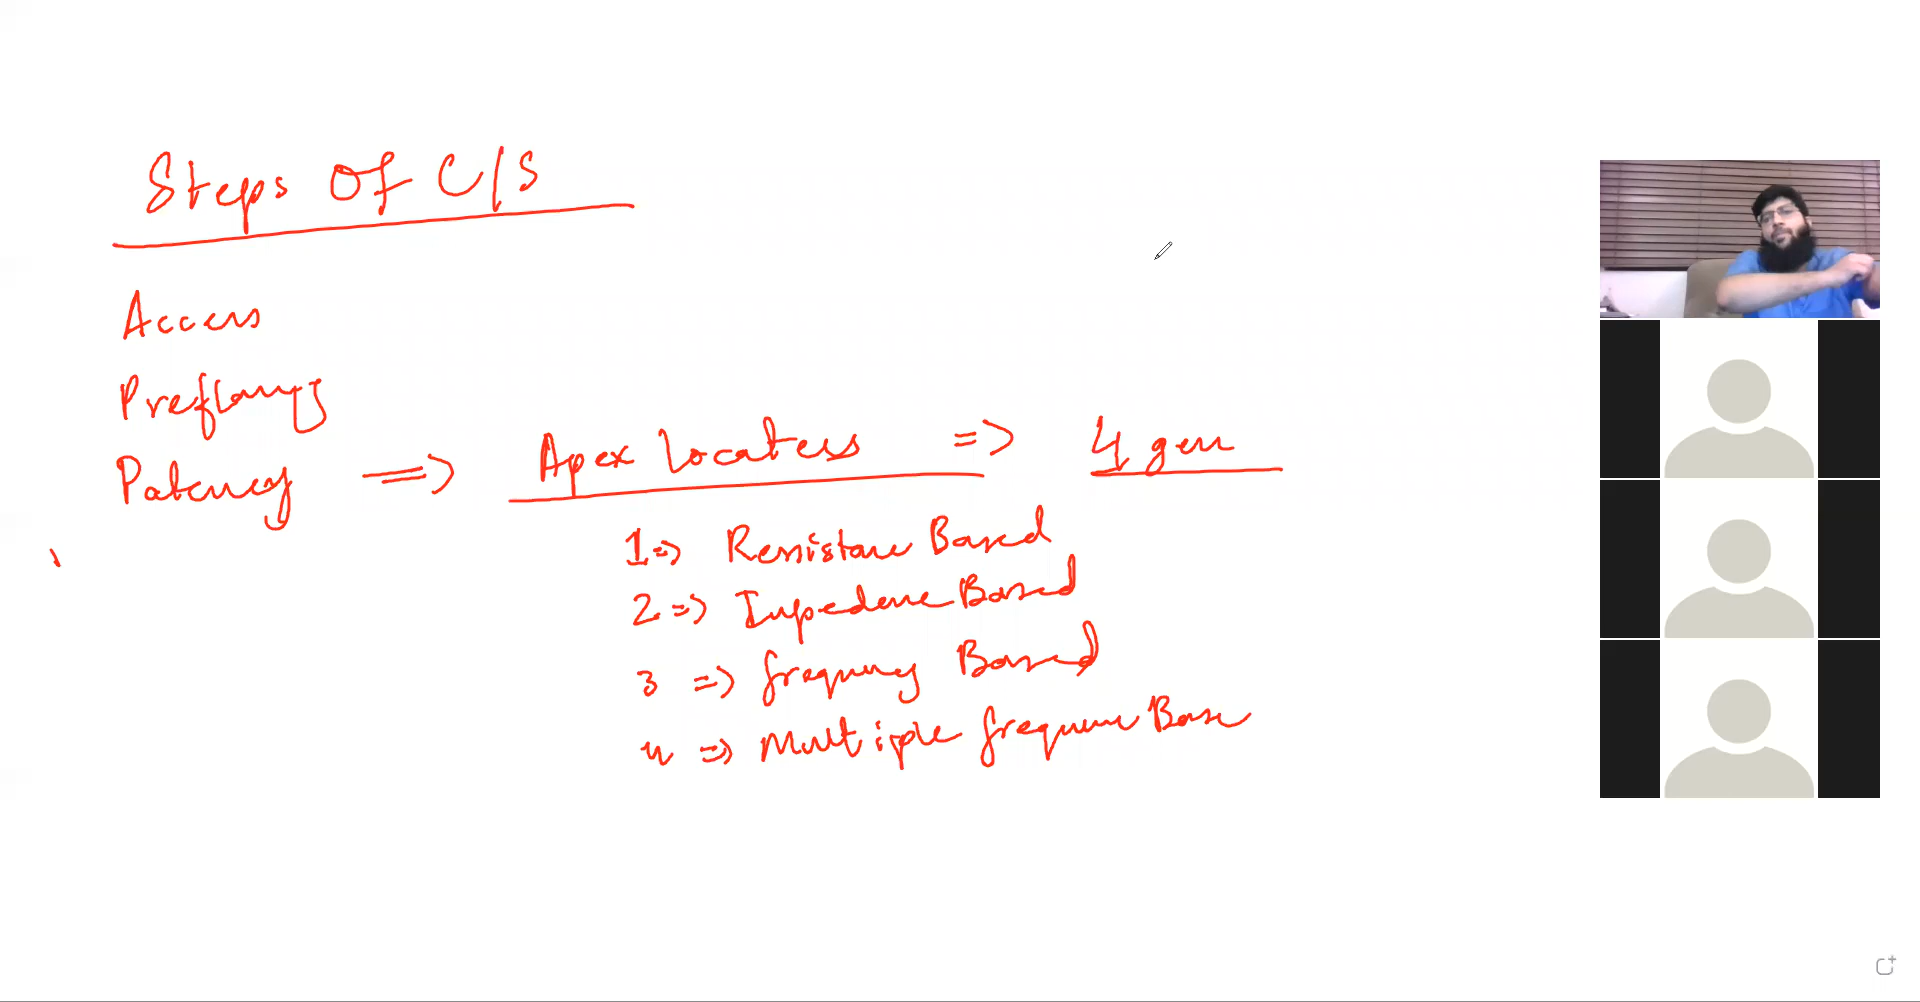 Steps Of C/S
Access
Preflaring
Patency => Apex Locaters => 4 gen
1 => Resistance Based
2 => Impedence Based
3 => frequency Based
4 => Multiple frequence Base